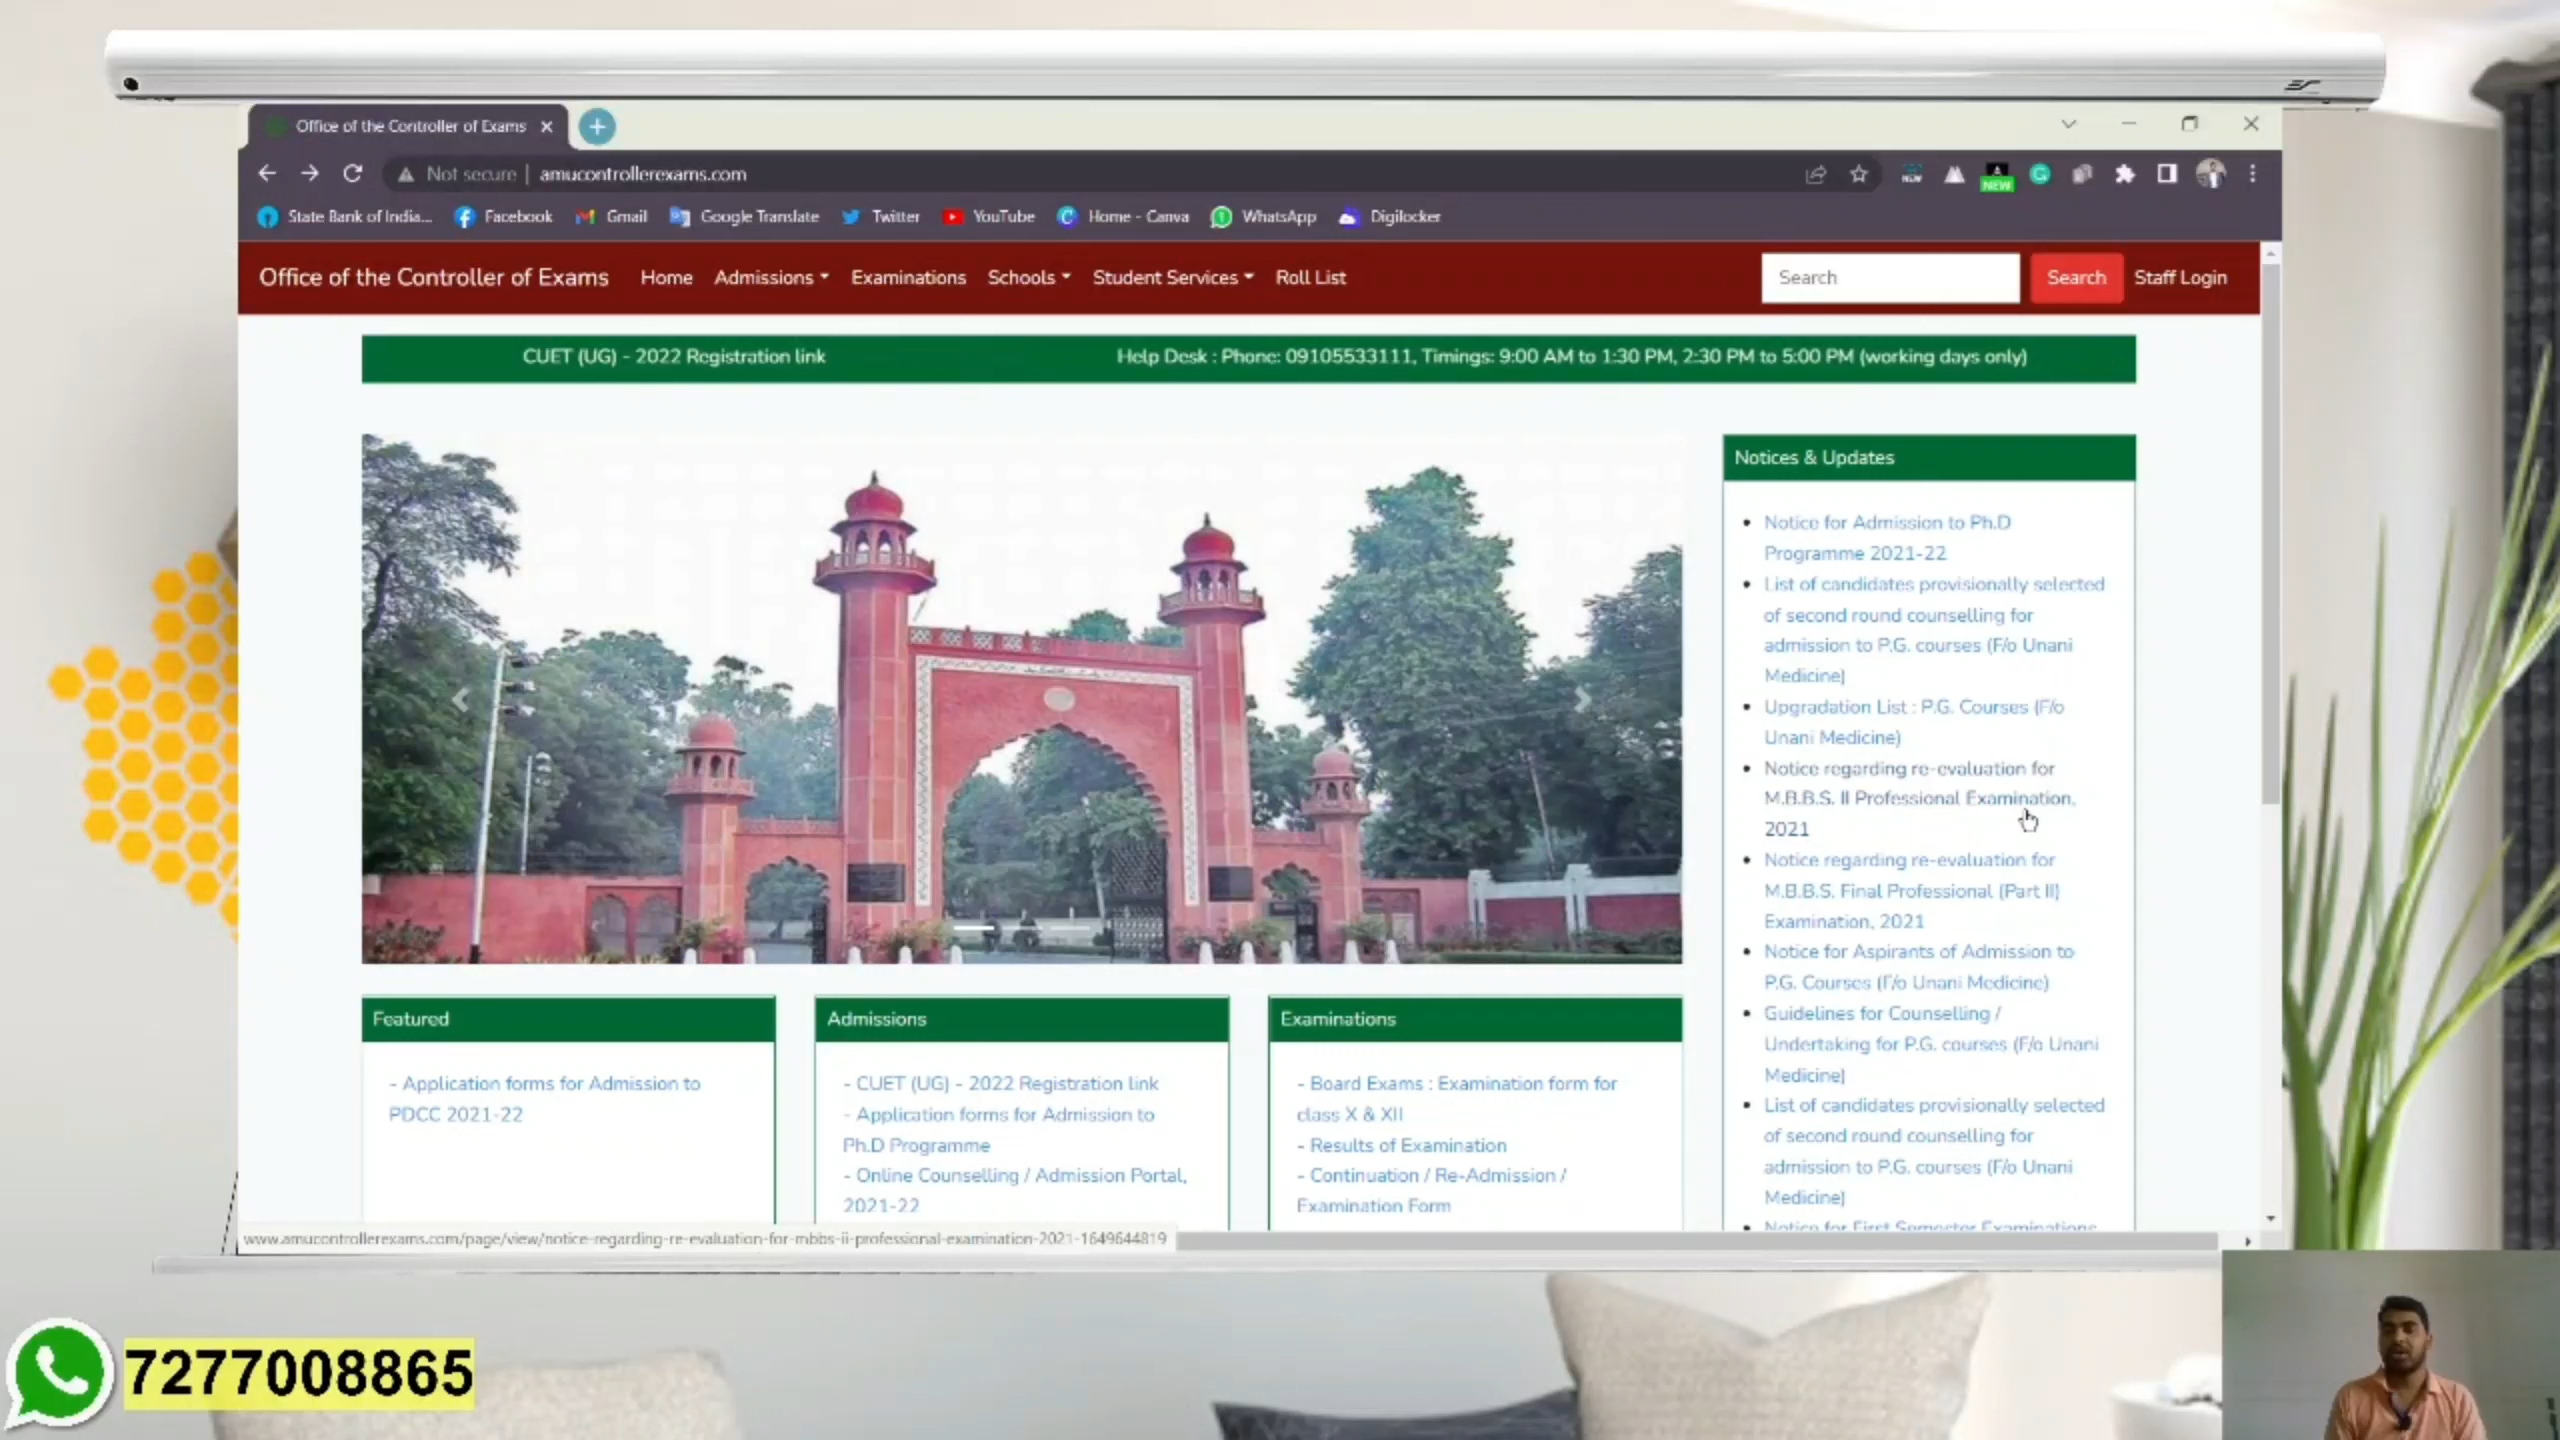 Office of the Controller of Exams
Not secure | amucontrollerexams.com
NEW
State Bank of India... Facebook Gmail Google Translate Twitter YouTube Home - Canva WhatsApp Digilocker
Office of the Controller of Exams Home Admissions Examinations Schools Student Services Roll List Search Search Staff Login
CUET (UG) - 2022 Registration link Help Desk : Phone: 09105533111, Timings: 9:00 AM to 1:30 PM, 2:30 PM to 5:00 PM (working days only)
Notices & Updates
Notice for Admission to Ph.D
Programme 2021-22
List of candidates provisionally selected
of second round counselling for
admission to P.G. courses (F/o Unani
Medicine)
Upgradation List : P.G. Courses (F/o
Unani Medicine)
Notice regarding re-evaluation for
M.B.B.S. II Professional Examination,
2021
Notice regarding re-evaluation for
M.B.B.S. Final Professional (Part II)
Examination, 2021
Notice for Aspirants of Admission to
P.G. Courses (F/o Unani Medicine)
Guidelines for Counselling /
Undertaking for P.G. courses (F/o Unani
Medicine)
List of candidates provisionally selected
of second round counselling for
admission to P.G. courses (F/o Unani
Medicine)
Notice for First Semester Examinations
Featured
- Application forms for Admission to
PDCC 2021-22
Admissions
- CUET (UG) - 2022 Registration link
- Application forms for Admission to
Ph.D Programme
- Online Counselling / Admission Portal,
2021-22
Examinations
- Board Exams : Examination form for
class X & XII
- Results of Examination
- Continuation / Re-Admission /
Examination Form
www.amucontrollerexams.com/page/view/notice-regarding-re-evaluation-for-mbbs-ii-professional-examination-2021-1649644819
7277008865